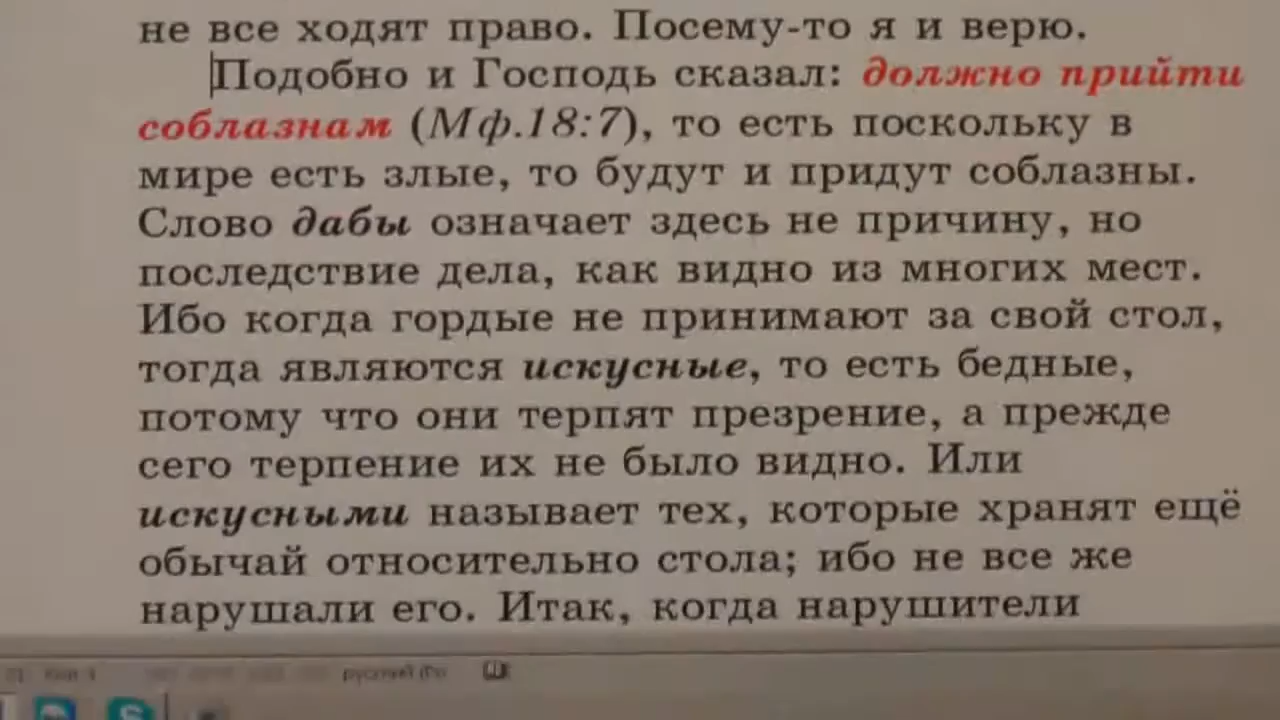 не все ходят право. Посему-то я и верю.
Подобно и Господь сказал: должно прийти
соблазнам (Мф.18:7), то есть поскольку в
мире есть злые, то будут и придут соблазны.
Слово дабы означает здесь не причину, но
последствие дела, как видно из многих мест.
Ибо когда гордые не принимают за свой стол,
тогда являются искусные, то есть бедные,
потому что они терпят презрение, а прежде
сего терпение их не было видно. Или
искусными называет тех, которые хранят ещё
обычай относительно стола; ибо не все же
нарушали его. Итак, когда нарушители
русский